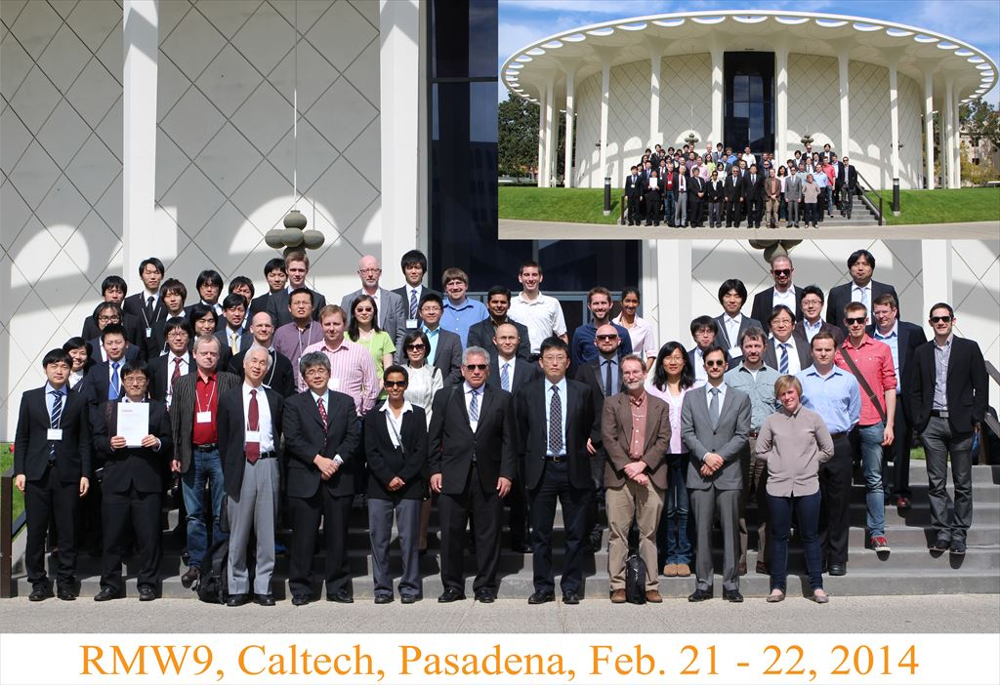 RMW9, Caltech, Pasadena, Feb. 21 - 22, 2014